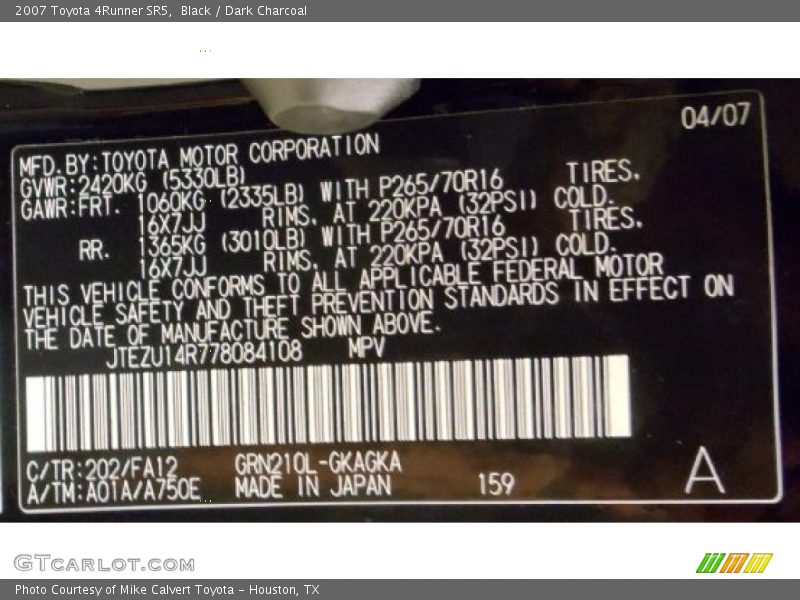 2007 Toyota 4Runner SR5, Black / Dark Charcoal
04/07
MFD. BY: TOYOTA MOTOR CORPORATION
GVWR: 2420KG (5330LB)
GAWR: FRT. 1060KG (2335LB) WITH P265/70R16 TIRES,
16X7JJ RIMS, AT 220KPA (32PSI) COLD.
RR. 1365KG (3010LB) WITH P265/70R16 TIRES,
16X7JJ RIMS, AT 220KPA (32PSI) COLD.
THIS VEHICLE CONFORMS TO ALL APPLICABLE FEDERAL MOTOR
VEHICLE SAFETY AND THEFT PREVENTION STANDARDS IN EFFECT ON
THE DATE OF MANUFACTURE SHOWN ABOVE.
JTEZU14R778084108 MPV
C/TR: 202/FA12 GRN210L-GKAGKA
A/TM: A01A/A750E MADE IN JAPAN 159 A
GTCARLOT.COM
Photo Courtesy of Mike Calvert Toyota - Houston, TX